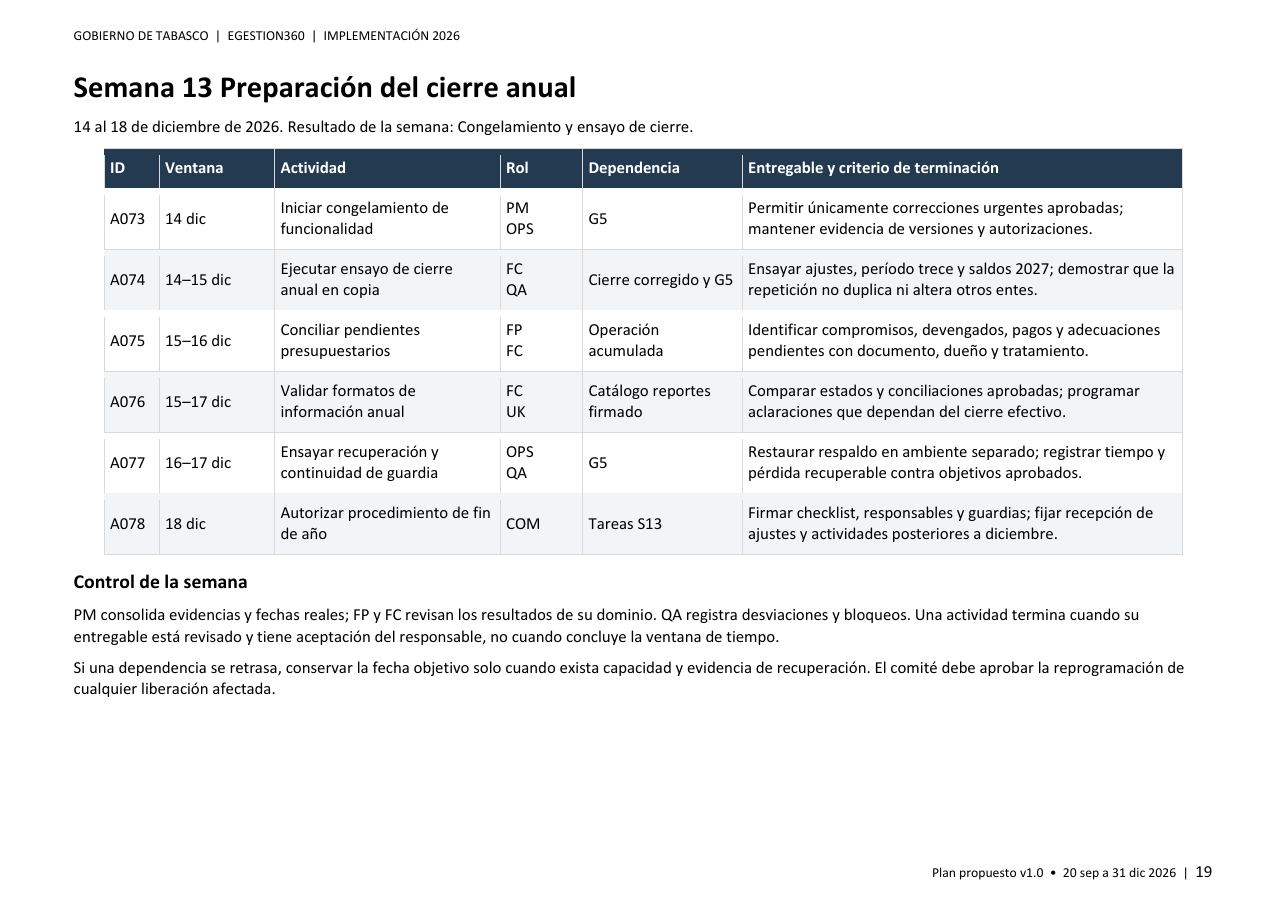 GOBIERNO DE TABASCO | EGESTION360 | IMPLEMENTACIÓN 2026
Semana 13 Preparación del cierre anual
14 al 18 de diciembre de 2026. Resultado de la semana: Congelamiento y ensayo de cierre.
ID Ventana Actividad Rol Dependencia Entregable y criterio de terminación
A073 14 dic Iniciar congelamiento de funcionalidad PM OPS G5 Permitir únicamente correcciones urgentes aprobadas; mantener evidencia de versiones y autorizaciones.
A074 14–15 dic Ejecutar ensayo de cierre anual en copia FC QA Cierre corregido y G5 Ensayar ajustes, período trece y saldos 2027; demostrar que la repetición no duplica ni altera otros entes.
A075 15–16 dic Conciliar pendientes presupuestarios FP FC Operación acumulada Identificar compromisos, devengados, pagos y adecuaciones pendientes con documento, dueño y tratamiento.
A076 15–17 dic Validar formatos de información anual FC UK Catálogo reportes firmado Comparar estados y conciliaciones aprobadas; programar aclaraciones que dependan del cierre efectivo.
A077 16–17 dic Ensayar recuperación y continuidad de guardia OPS QA G5 Restaurar respaldo en ambiente separado; registrar tiempo y pérdida recuperable contra objetivos aprobados.
A078 18 dic Autorizar procedimiento de fin de año COM Tareas S13 Firmar checklist, responsables y guardias; fijar recepción de ajustes y actividades posteriores a diciembre.
Control de la semana
PM consolida evidencias y fechas reales; FP y FC revisan los resultados de su dominio. QA registra desviaciones y bloqueos. Una actividad termina cuando su
entregable está revisado y tiene aceptación del responsable, no cuando concluye la ventana de tiempo.
Si una dependencia se retrasa, conservar la fecha objetivo solo cuando exista capacidad y evidencia de recuperación. El comité debe aprobar la reprogramación de
cualquier liberación afectada.
Plan propuesto v1.0 • 20 sep a 31 dic 2026 | 19